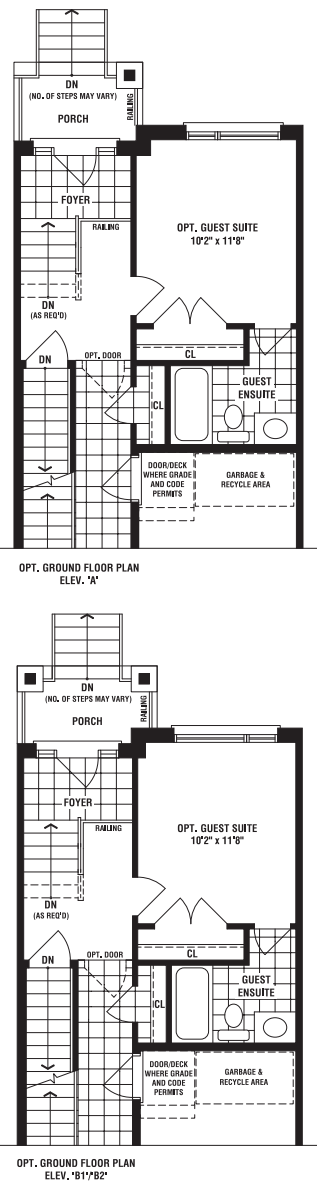 DN
(NO. OF STEPS MAY VARY)
RAILING
PORCH
FOYER
RAILING
OPT. GUEST SUITE
10'2" x 11'8"
DN
(AS REQ'D)
DN
OPT. DOOR
CL
CL
GUEST
ENSUITE
DOOR/DECK
WHERE GRADE
AND CODE
PERMITS
GARBAGE &
RECYCLE AREA
OPT. GROUND FLOOR PLAN
ELEV. 'A'
DN
(NO. OF STEPS MAY VARY)
RAILING
PORCH
FOYER
RAILING
OPT. GUEST SUITE
10'2" x 11'8"
DN
(AS REQ'D)
DN
OPT. DOOR
CL
CL
GUEST
ENSUITE
DOOR/DECK
WHERE GRADE
AND CODE
PERMITS
GARBAGE &
RECYCLE AREA
OPT. GROUND FLOOR PLAN
ELEV. 'B1'/'B2'